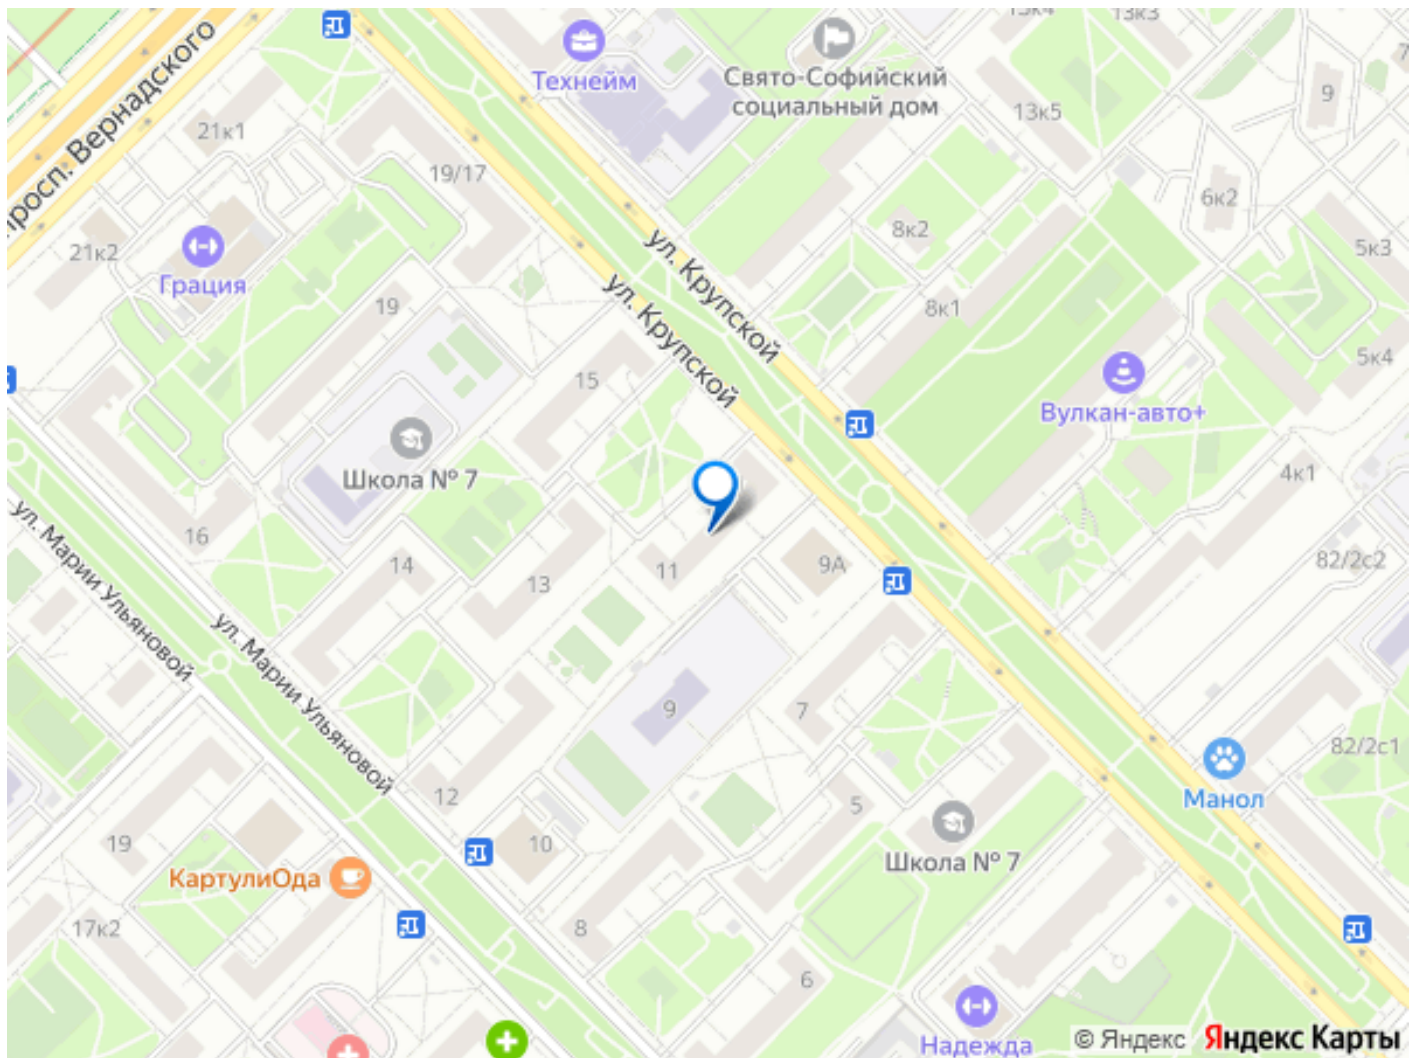 13к4
13к3
просп. Вернадского
Технейм
Свято-Софийский
социальный дом
9
13к5
21к1
19/17
6к2
8к2
5к3
21к2
Грация
ул. Крупской
ул. Крупской
19
8к1
5к4
15
Вулкан-авто+
Школа № 7
4к1
16
ул. Марии Ульяновой
14
13
11
9А
82/2с2
ул. Марии Ульяновой
9
7
82/2с1
12
5
Манол
19
10
Школа № 7
КартулиОда
17к2
8
6
Надежда
© Яндекс Яндекс Карты